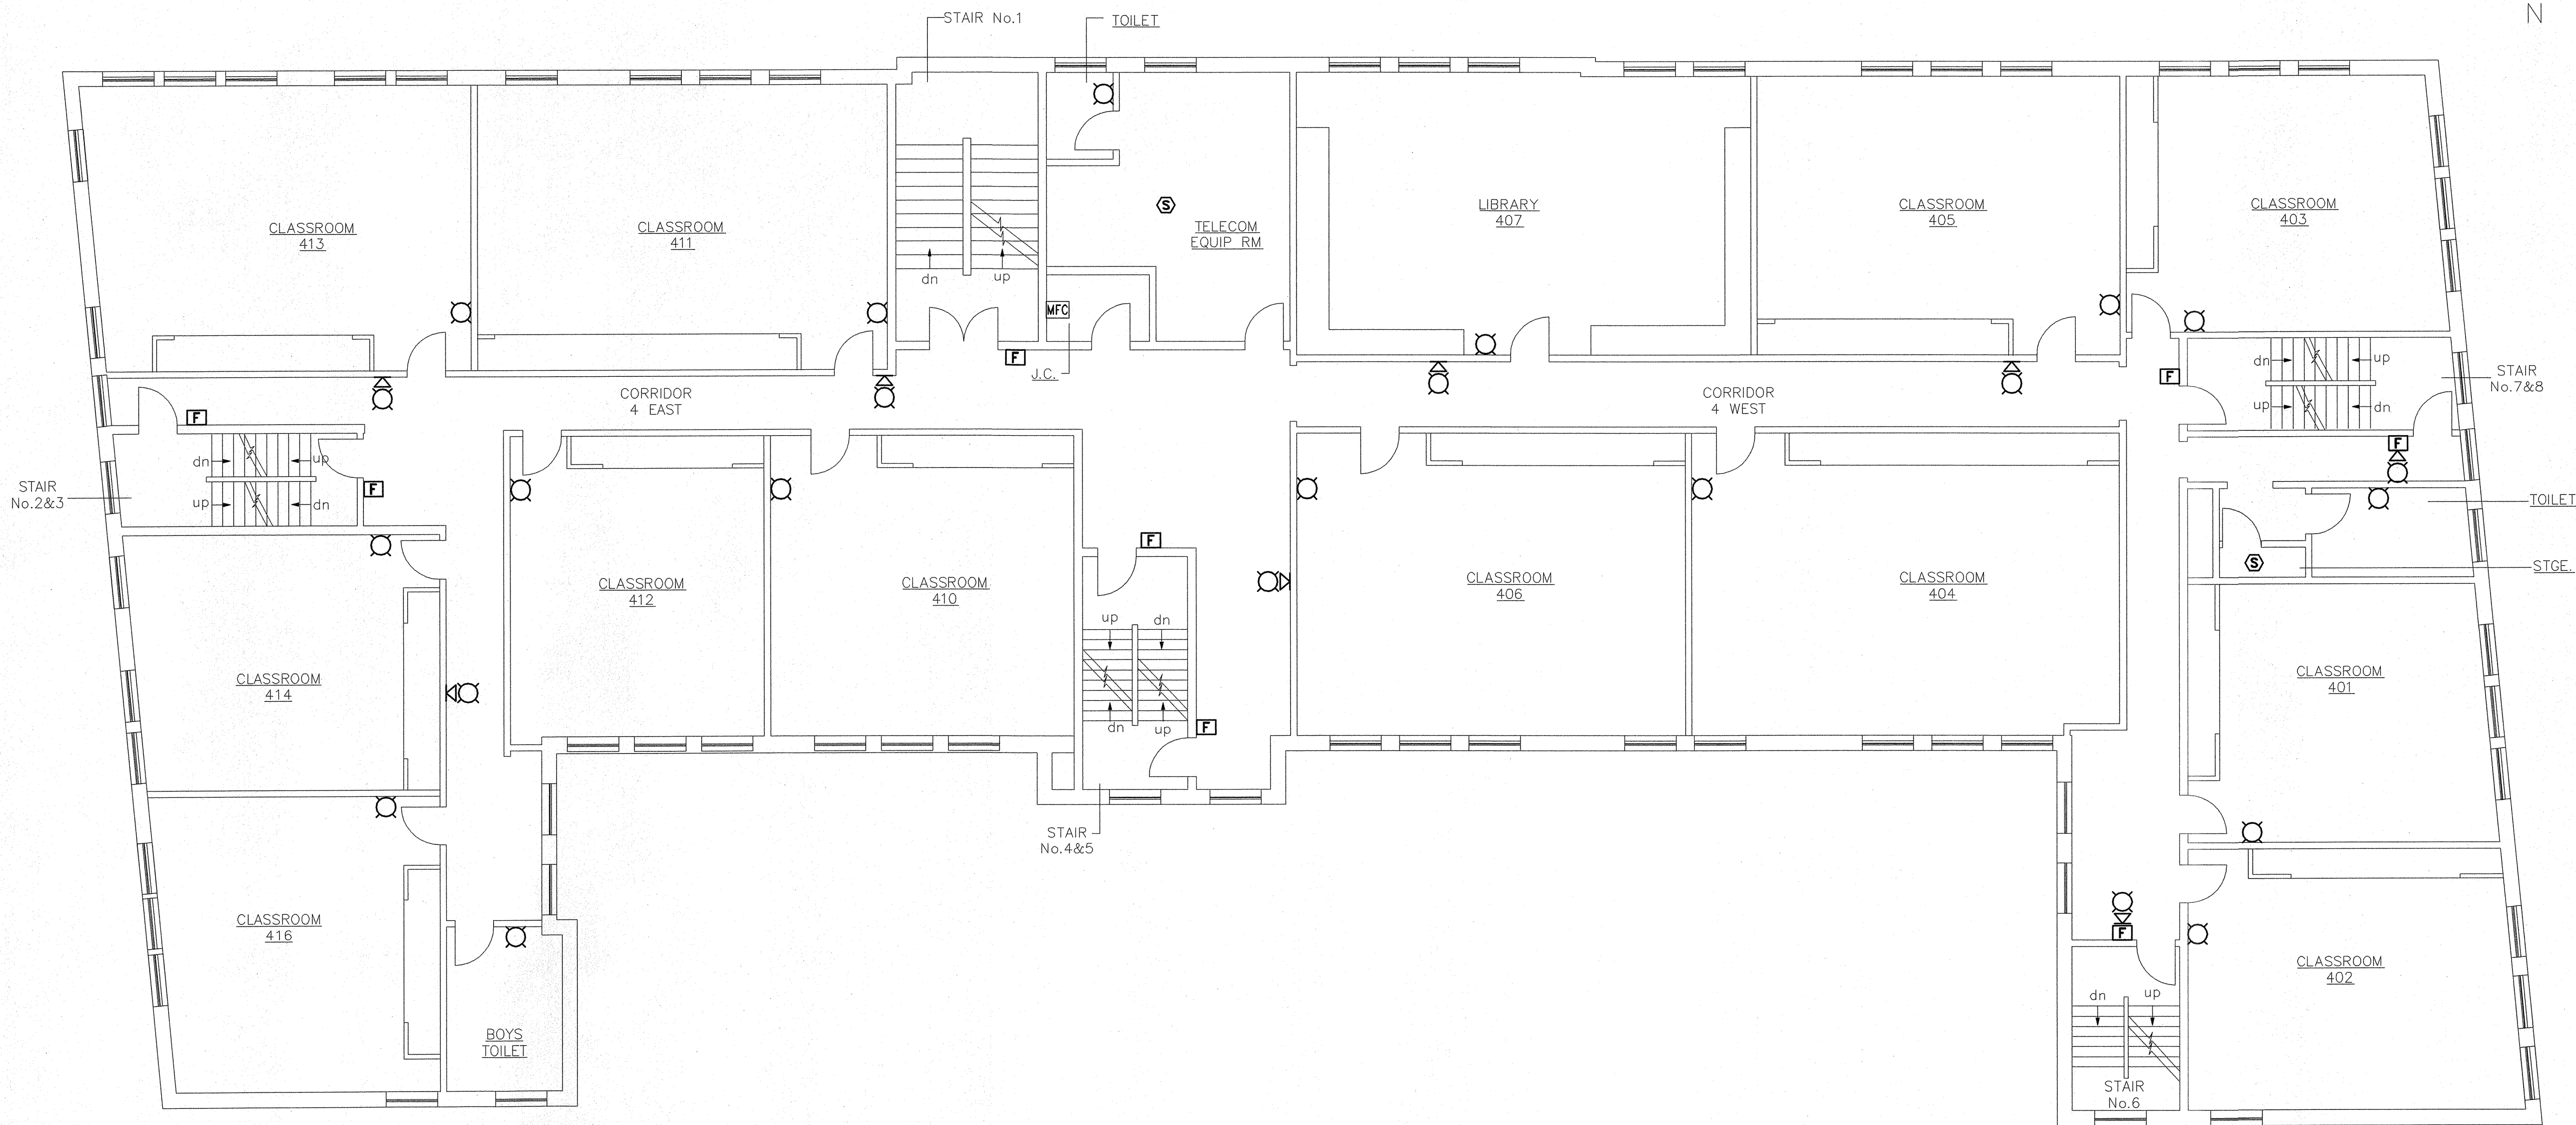 N
STAIR No.1
TOILET
CLASSROOM
413
CLASSROOM
411
dn
up
S
TELECOM
EQUIP RM
LIBRARY
407
CLASSROOM
405
CLASSROOM
403
MFC
F
J.C.
F
CORRIDOR
4 EAST
CORRIDOR
4 WEST
F
dn
up
up
dn
STAIR
No.7&8
F
dn
up
up
dn
F
STAIR
No.2&3
F
TOILET
S
STGE.
CLASSROOM
414
CLASSROOM
412
CLASSROOM
410
F
up
dn
dn
up
F
STAIR
No.4&5
CLASSROOM
406
CLASSROOM
404
CLASSROOM
401
CLASSROOM
416
BOYS
TOILET
F
dn
up
STAIR
No.6
CLASSROOM
402